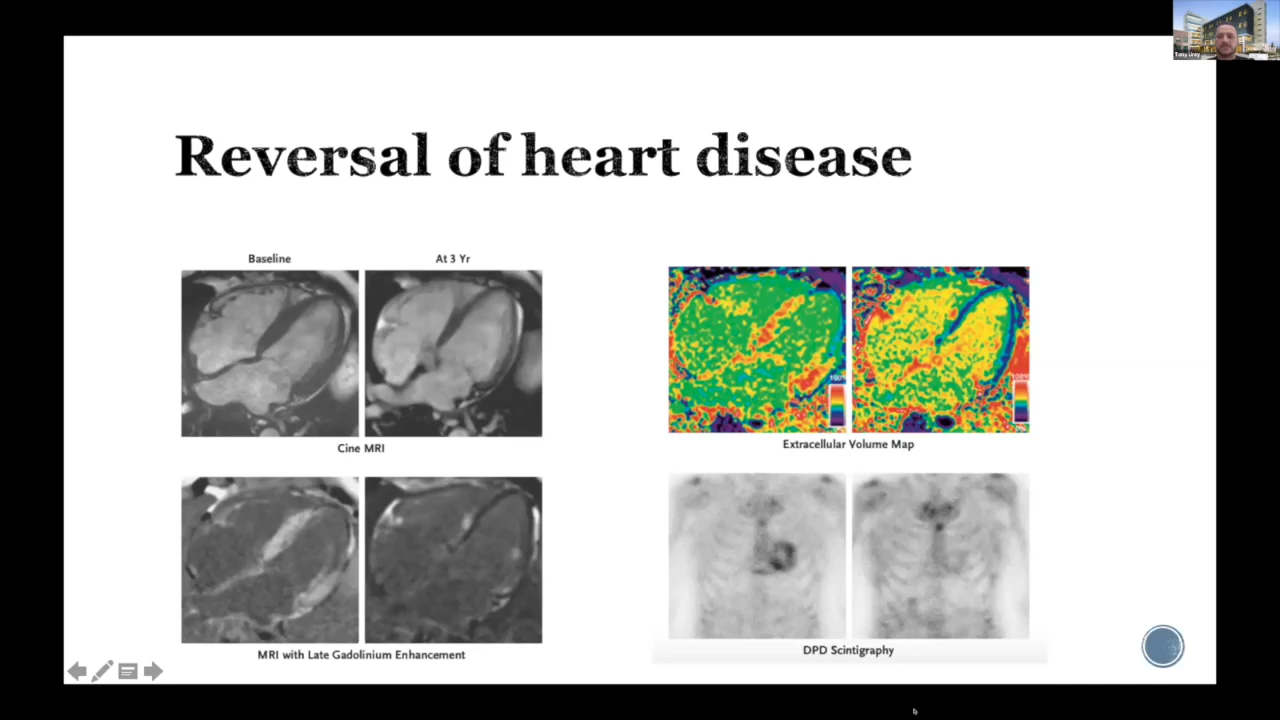 Reversal of heart disease
Baseline
At 3 Yr
Cine MRI
Extracellular Volume Map
MRI with Late Gadolinium Enhancement
DPD Scintigraphy